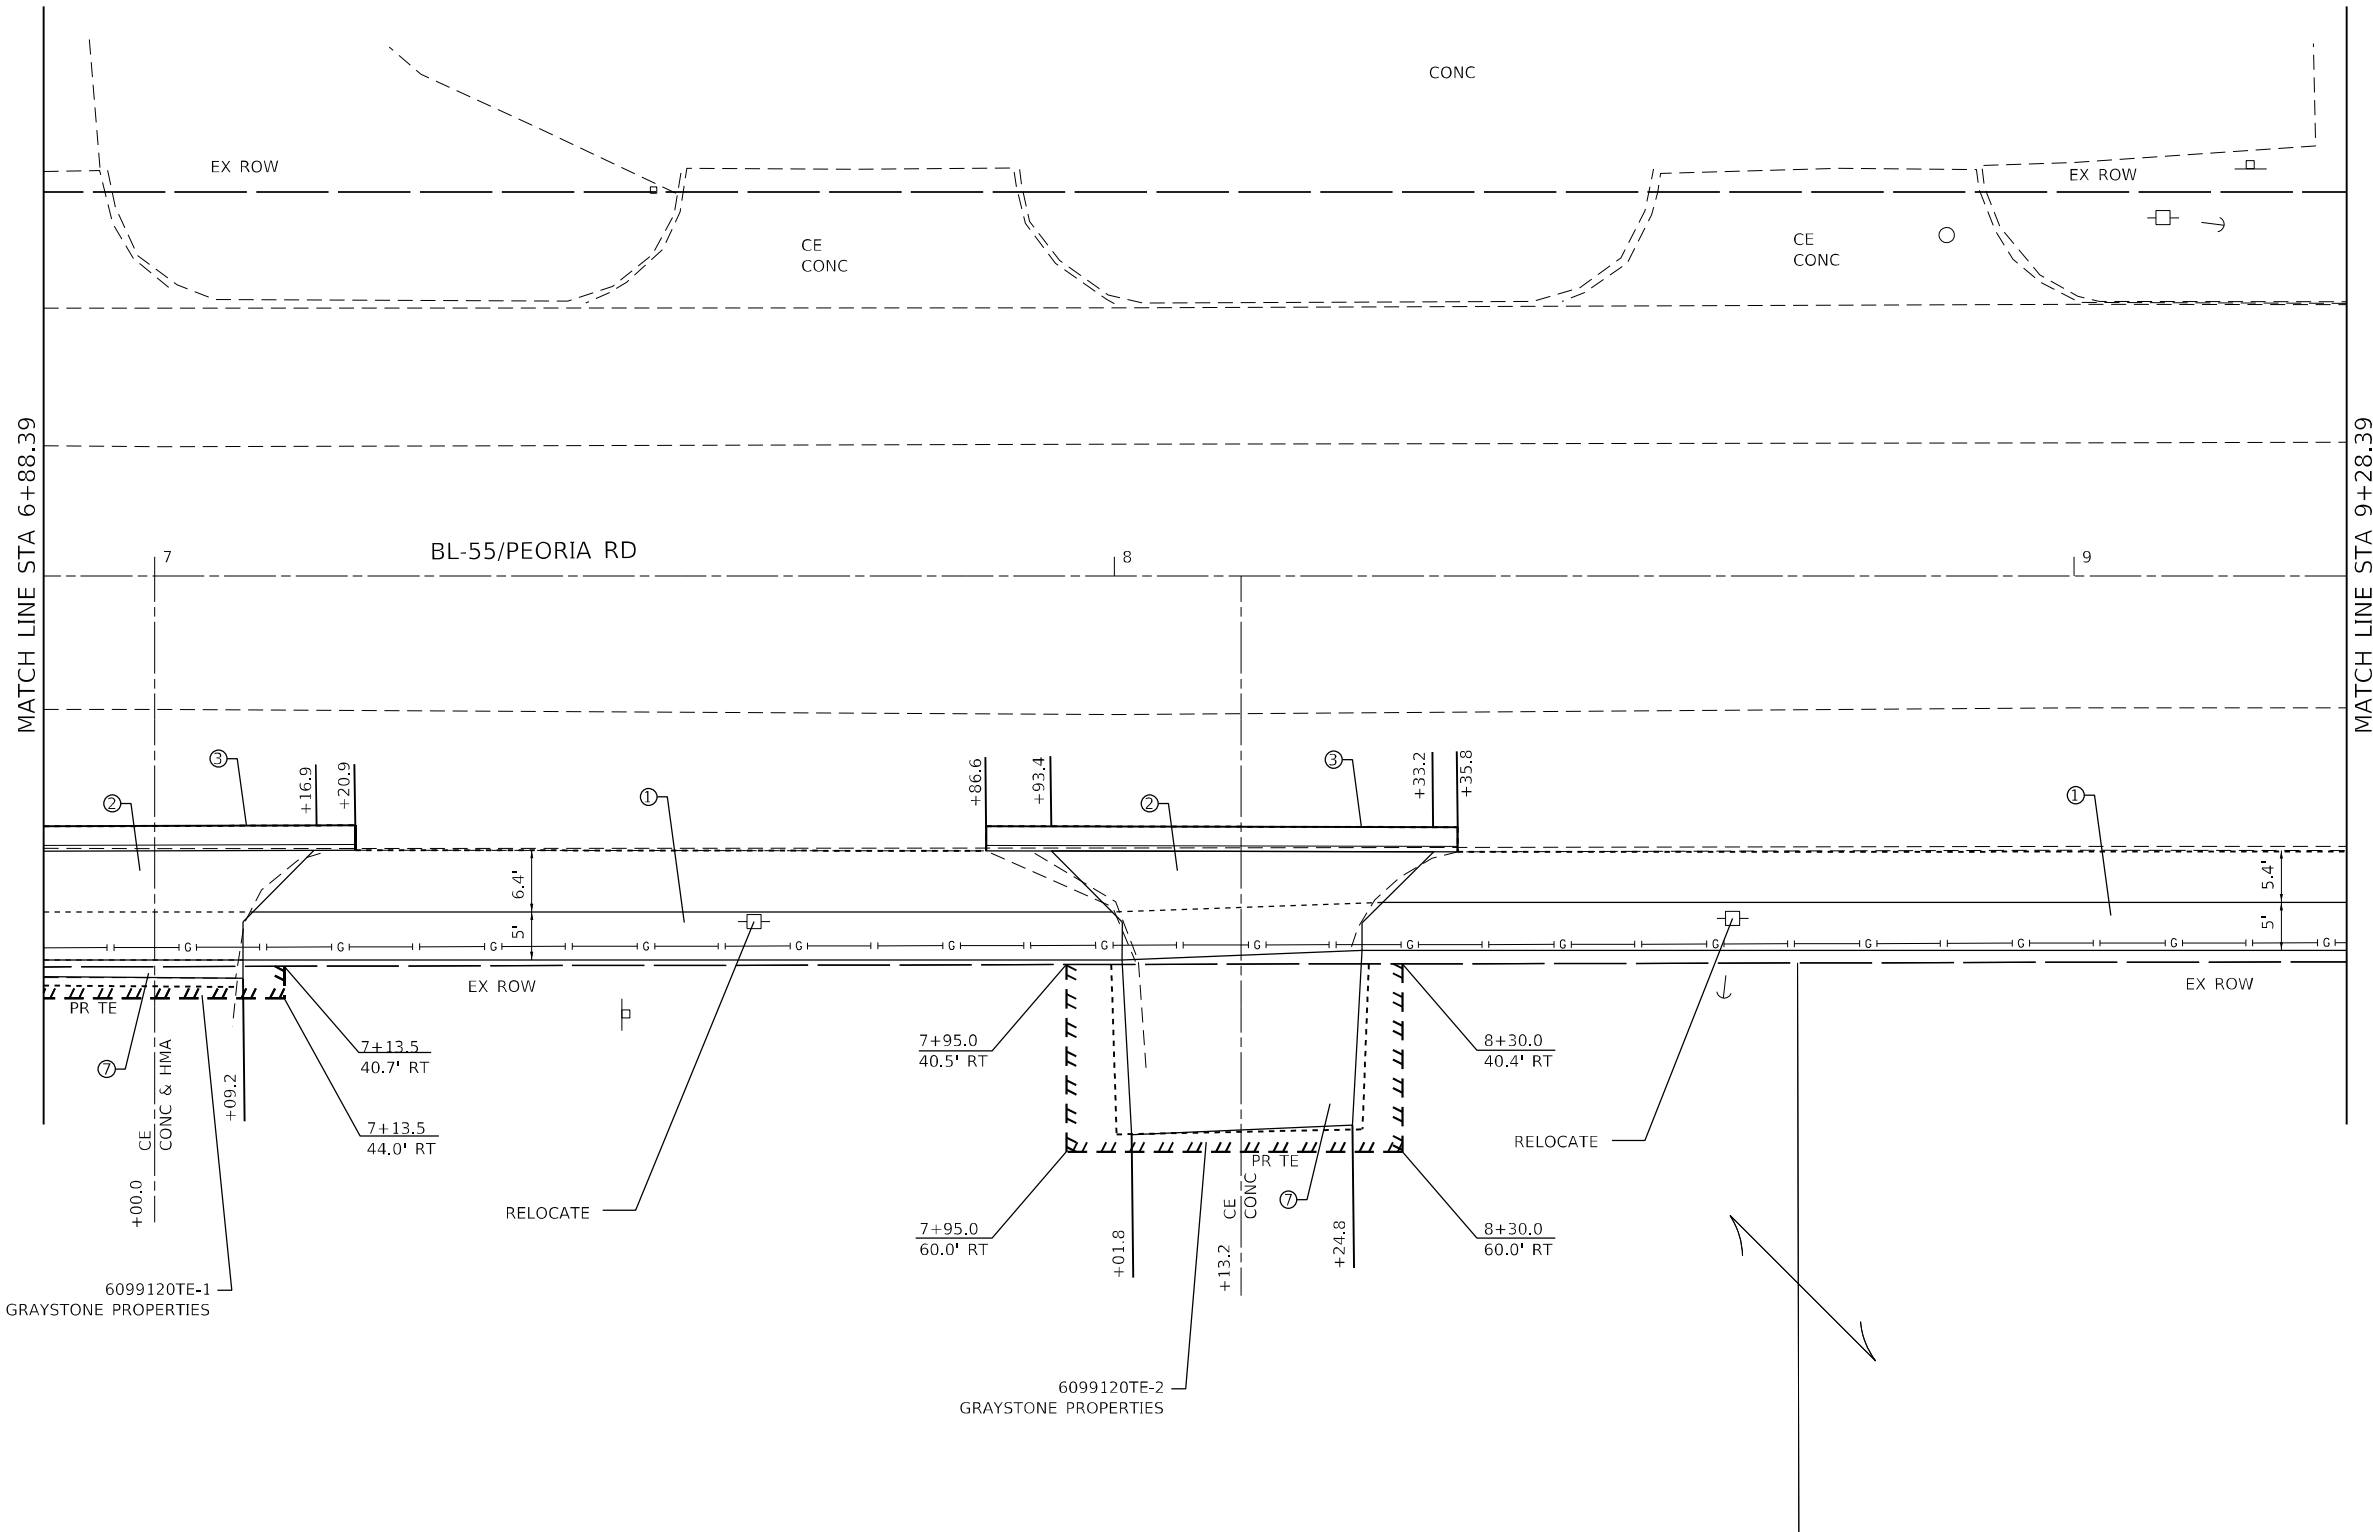 CONC
EX ROW
EX ROW
CE
CONC
CE
CONC
MATCH LINE STA 6+88.39
MATCH LINE STA 9+28.39
BL-55/PEORIA RD
7
8
9
3
+16.9
+20.9
2
1
+86.6
+93.4
2
3
+33.2
+35.8
1
6.4'
5'
5.4'
5'
G G G G G G G G G G G G G G G
PR TE
EX ROW
EX ROW
7
CE
CONC & HMA
+00.0
+09.2
7+13.5
40.7' RT
7+13.5
44.0' RT
7+95.0
40.5' RT
8+30.0
40.4' RT
RELOCATE
RELOCATE
PR TE
CE
CONC
7
7+95.0
60.0' RT
8+30.0
60.0' RT
+01.8
+13.2
+24.8
6099120TE-1
GRAYSTONE PROPERTIES
6099120TE-2
GRAYSTONE PROPERTIES